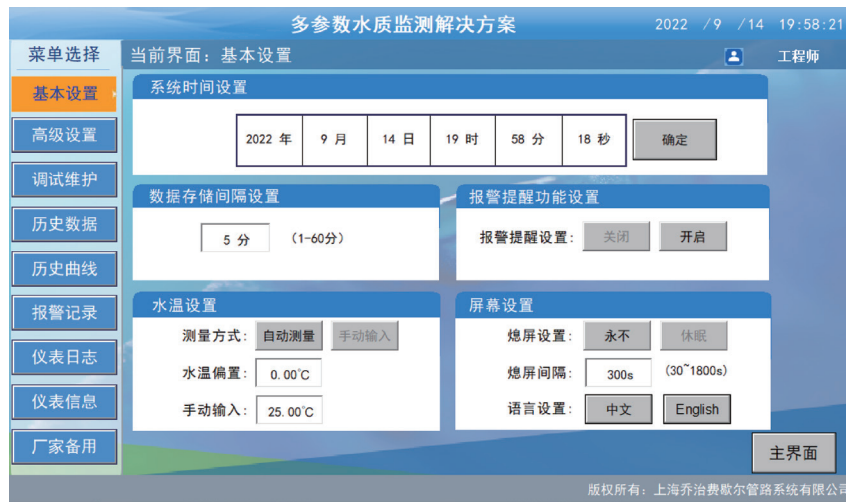 多参数水质监测解决方案 2022 /9 /14 19:58:21
菜单选择 当前界面：基本设置 工程师
基本设置
高级设置
调试维护
历史数据
历史曲线
报警记录
仪表日志
仪表信息
厂家备用
系统时间设置
2022 年 9 月 14 日 19 时 58 分 18 秒 确定
数据存储间隔设置
5 分 （1-60分）
报警提醒功能设置
报警提醒设置： 关闭 开启
水温设置
测量方式： 自动测量 手动输入
水温偏置： 0.00℃
手动输入： 25.00℃
屏幕设置
熄屏设置： 永不 休眠
熄屏间隔： 300s (30~1800s)
语言设置： 中文 English
主界面
版权所有：上海乔治费歇尔管路系统有限公司